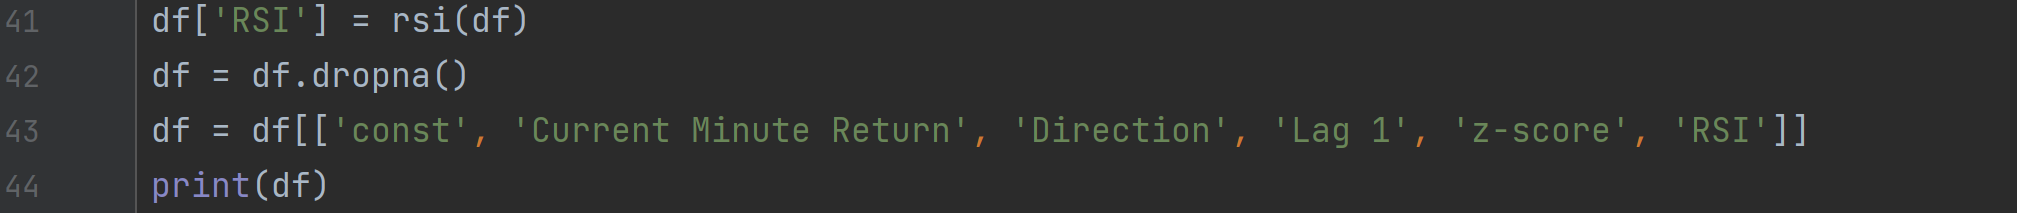 41 df['RSI'] = rsi(df)
42 df = df.dropna()
43 df = df[['const', 'Current Minute Return', 'Direction', 'Lag 1', 'z-score', 'RSI']]
44 print(df)